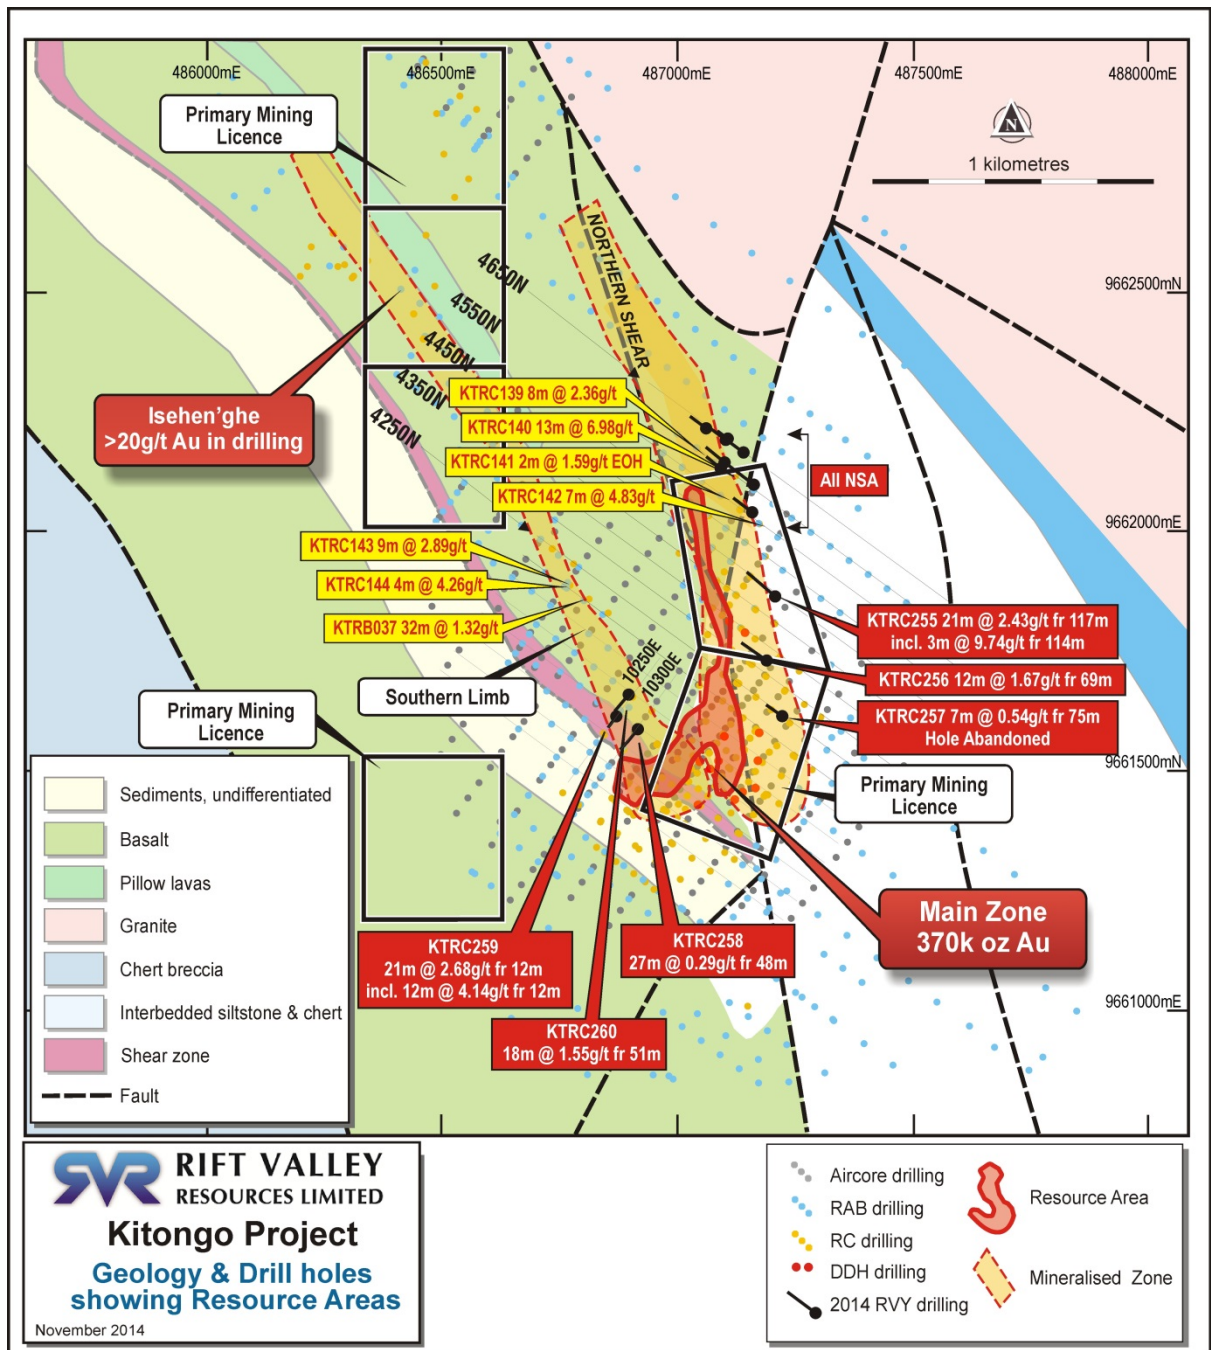 486000mE
486500mE
487000mE
487500mE
488000mE
Primary Mining
Licence
N
1 kilometres
NORTHERN SHEAR
9662500mN
4650N
4550N
4450N
4350N
4250N
Isehen'ghe
>20g/t Au in drilling
KTRC139 8m @ 2.36g/t
KTRC140 13m @ 6.98g/t
KTRC141 2m @ 1.59g/t EOH
KTRC142 7m @ 4.83g/t
All NSA
9662000mN
KTRC143 9m @ 2.89g/t
KTRC144 4m @ 4.26g/t
KTRB037 32m @ 1.32g/t
KTRC255 21m @ 2.43g/t fr 117m
incl. 3m @ 9.74g/t fr 114m
10250E
10300E
Southern Limb
KTRC256 12m @ 1.67g/t fr 69m
KTRC257 7m @ 0.54g/t fr 75m
Hole Abandoned
Primary Mining
Licence
9661500mN
Primary Mining
Licence
Sediments, undifferentiated
Basalt
Pillow lavas
Granite
Chert breccia
Interbedded siltstone & chert
Shear zone
Fault
Main Zone
370k oz Au
KTRC259
21m @ 2.68g/t fr 12m
incl. 12m @ 4.14g/t fr 12m
KTRC258
27m @ 0.29g/t fr 48m
KTRC260
18m @ 1.55g/t fr 51m
9661000mE
RIFT VALLEY
RESOURCES LIMITED
Kitongo Project
Geology & Drill holes
showing Resource Areas
November 2014
Aircore drilling
RAB drilling
RC drilling
DDH drilling
2014 RVY drilling
Resource Area
Mineralised Zone